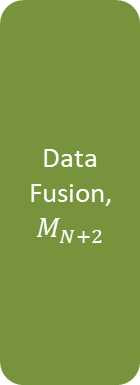 Data
Fusion,
$M_{N+2}$